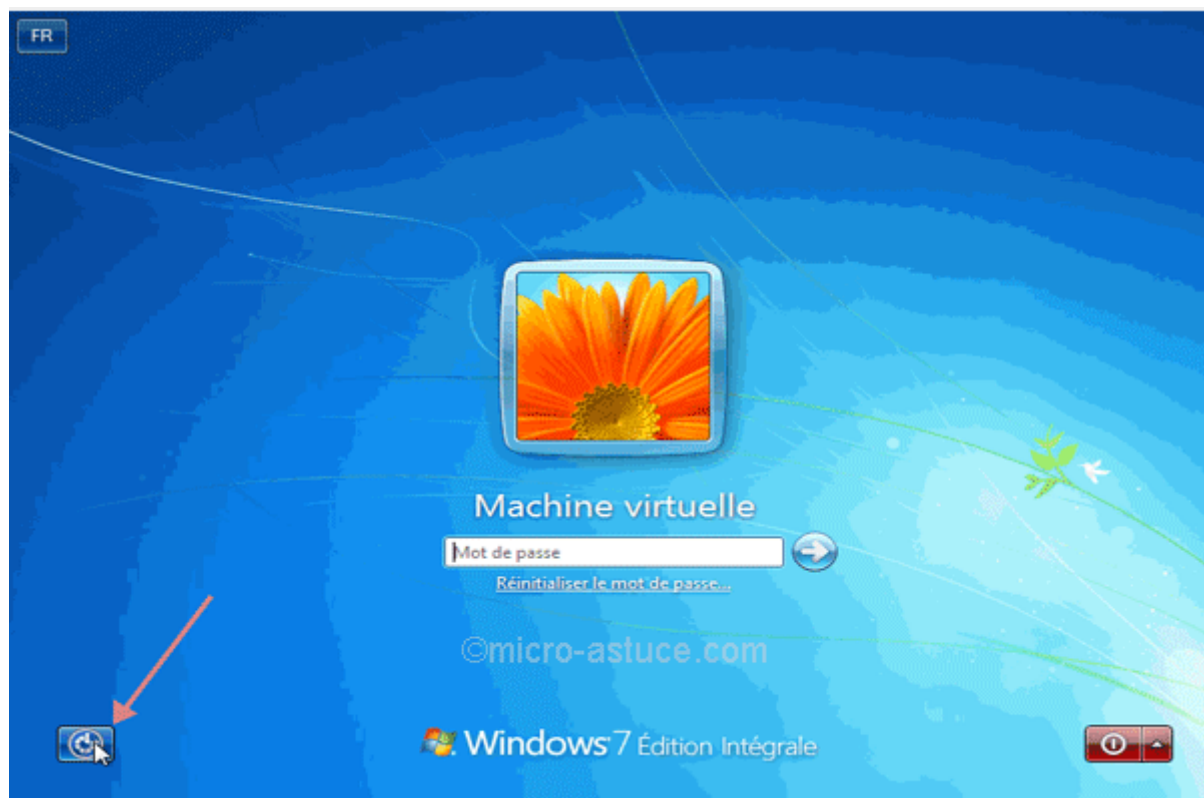 FR
Machine virtuelle
Mot de passe
Réinitialiser le mot de passe...
©micro-astuce.com
Windows 7 Édition Intégrale